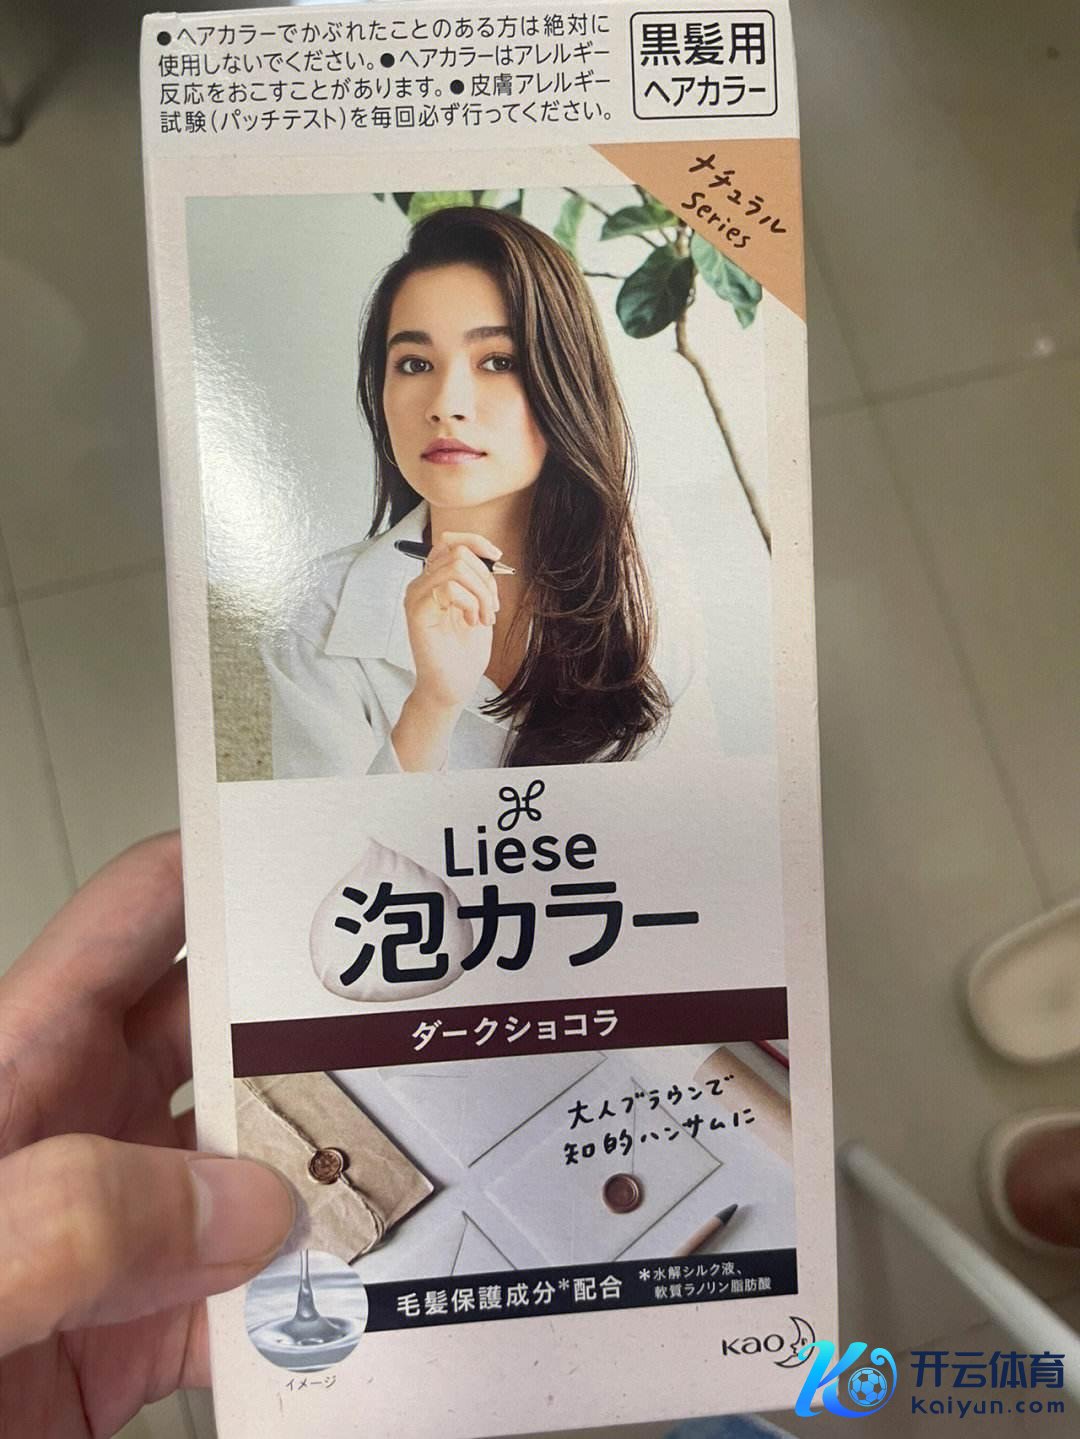 ●ヘアカラーでかぶれたことのある方は絶対に
使用しないでください。●ヘアカラーはアレルギー
反応をおこすことがあります。●皮膚アレルギー
試験(パッチテスト)を毎回必ず行ってください。
黒髪用
ヘアカラー
ナチュラル
Series
Liese
泡カラー
ダークショコラ
大人ブラウンで
知的ハンサムに
毛髪保護成分*配合
*水解シルク液、
軟質ラノリン脂肪酸
イメージ
Kao
开云体育
kaiyun.com